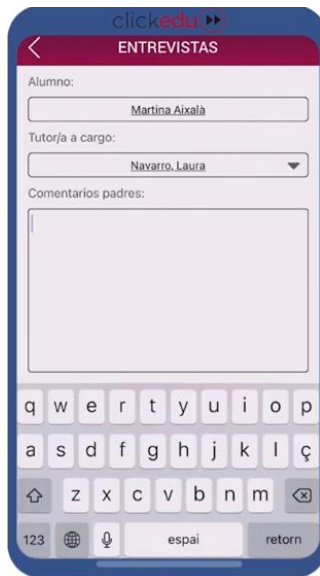 clickedu
ENTREVISTAS
Alumno:
Martina Aixalà
Tutor/a a cargo:
Navarro, Laura
Comentarios padres:
q w e r t y u i o p
a s d f g h j k l ç
z x c v b n m
123 espai retorn